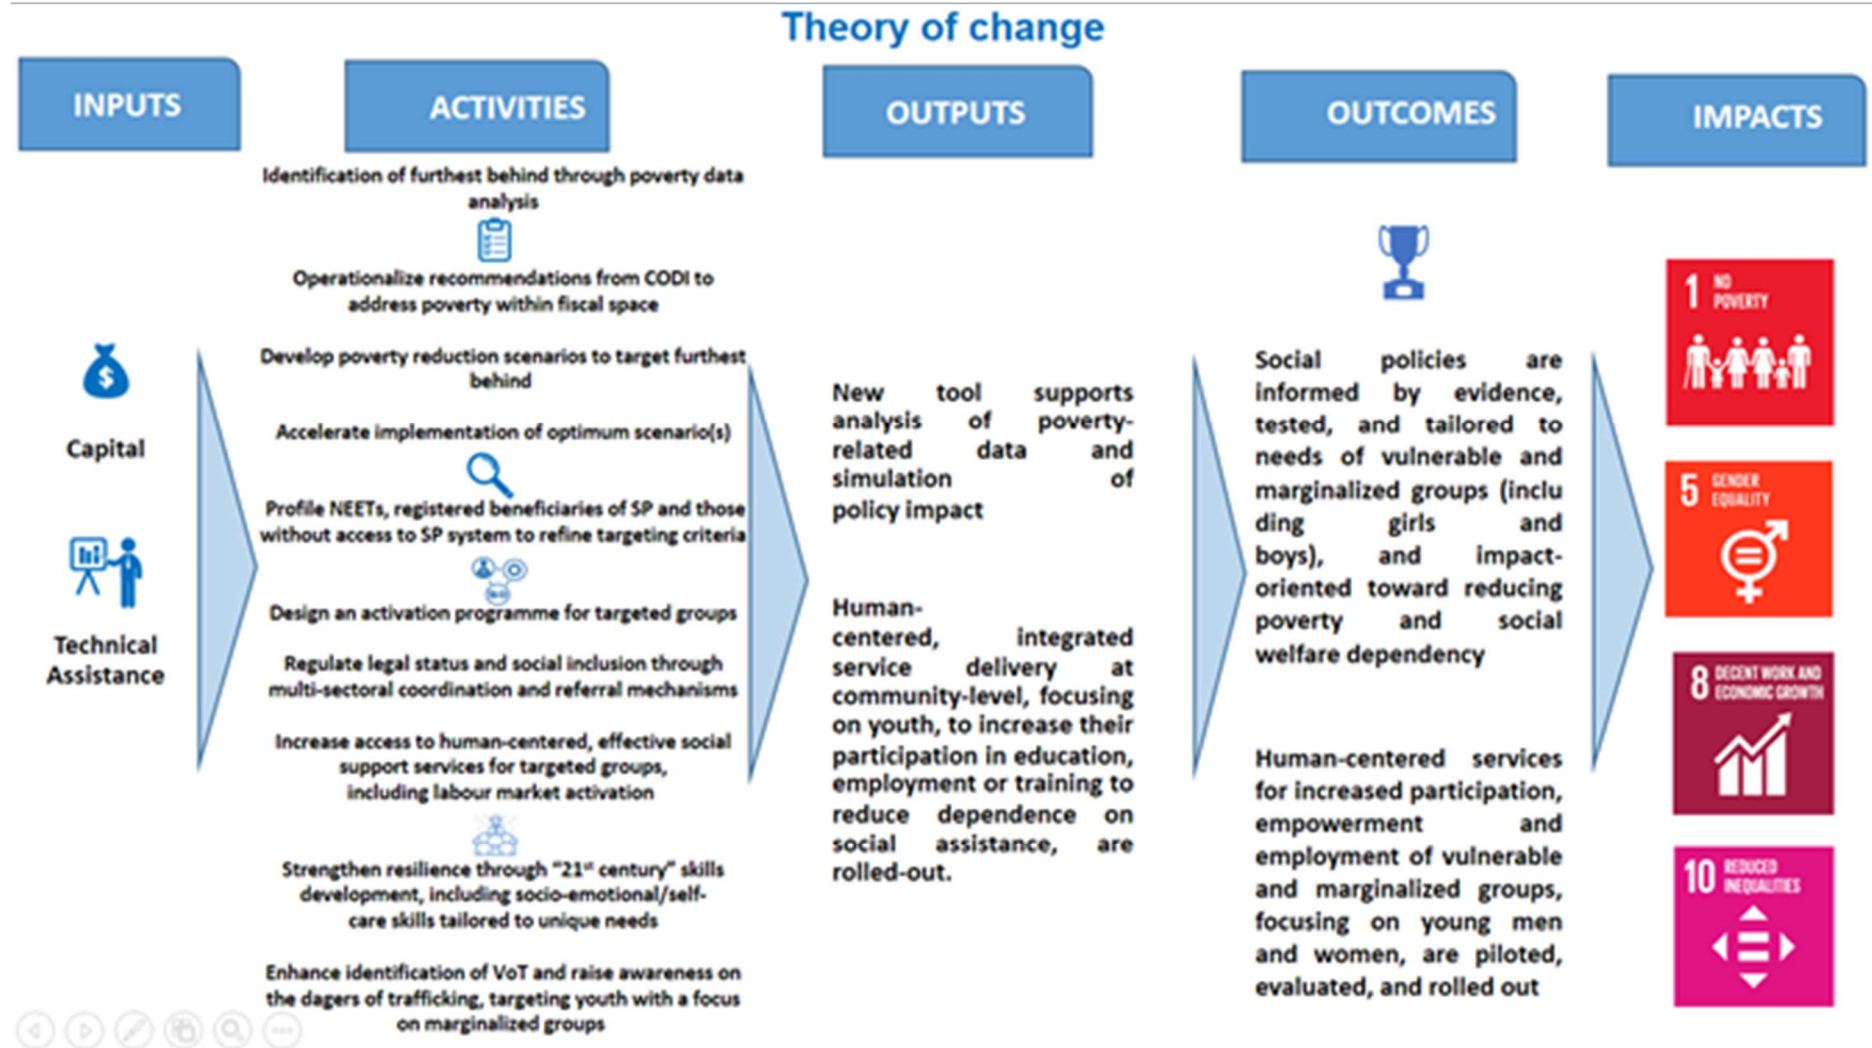 Theory of change
INPUTS
Capital
Technical
Assistance
ACTIVITIES
Identification of furthest behind through poverty data
analysis
Operationalize recommendations from CODI to
address poverty within fiscal space
Develop poverty reduction scenarios to target furthest
behind
Accelerate implementation of optimum scenario(s)
Profile NEETs, registered beneficiaries of SP and those
without access to SP system to refine targeting criteria
Design an activation programme for targeted groups
Regulate legal status and social inclusion through
multi-sectoral coordination and referral mechanisms
Increase access to human-centered, effective social
support services for targeted groups,
including labour market activation
Strengthen resilience through "21st century" skills
development, including socio-emotional/self-
care skills tailored to unique needs
Enhance identification of VoT and raise awareness on
the dagers of trafficking, targeting youth with a focus
on marginalized groups
OUTPUTS
New tool supports
analysis of poverty-
related data and
simulation of
policy impact
Human-
centered, integrated
service delivery at
community-level, focusing
on youth, to increase their
participation in education,
employment or training to
reduce dependence on
social assistance, are
rolled-out.
OUTCOMES
Social policies are
informed by evidence,
tested, and tailored to
needs of vulnerable and
marginalized groups (inclu
ding girls and
boys), and impact-
oriented toward reducing
poverty and social
welfare dependency
Human-centered services
for increased participation,
empowerment and
employment of vulnerable
and marginalized groups,
focusing on young men
and women, are piloted,
evaluated, and rolled out
IMPACTS
1 NO
POVERTY
5 GENDER
EQUALITY
8 DECENT WORK AND
ECONOMIC GROWTH
10 REDUCED
INEQUALITIES